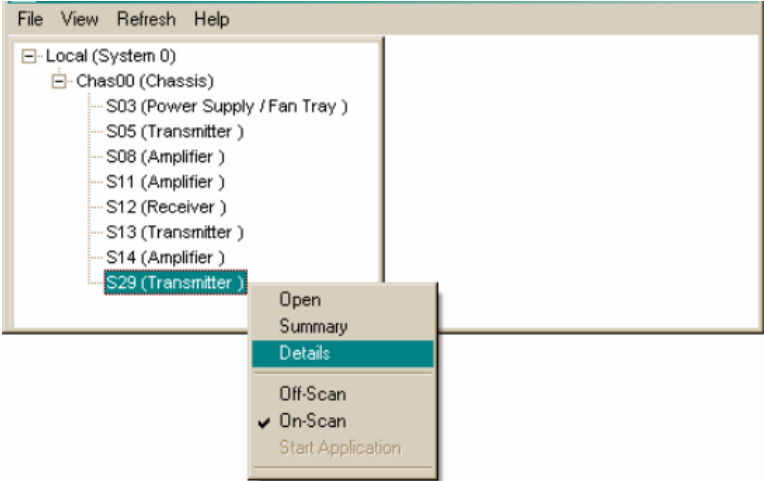 File View Refresh Help
Local (System 0)
Chas00 (Chassis)
S03 (Power Supply / Fan Tray )
S05 (Transmitter )
S08 (Amplifier )
S11 (Amplifier )
S12 (Receiver )
S13 (Transmitter )
S14 (Amplifier )
S29 (Transmitter )
Open
Summary
Details
Off-Scan
On-Scan
Start Application